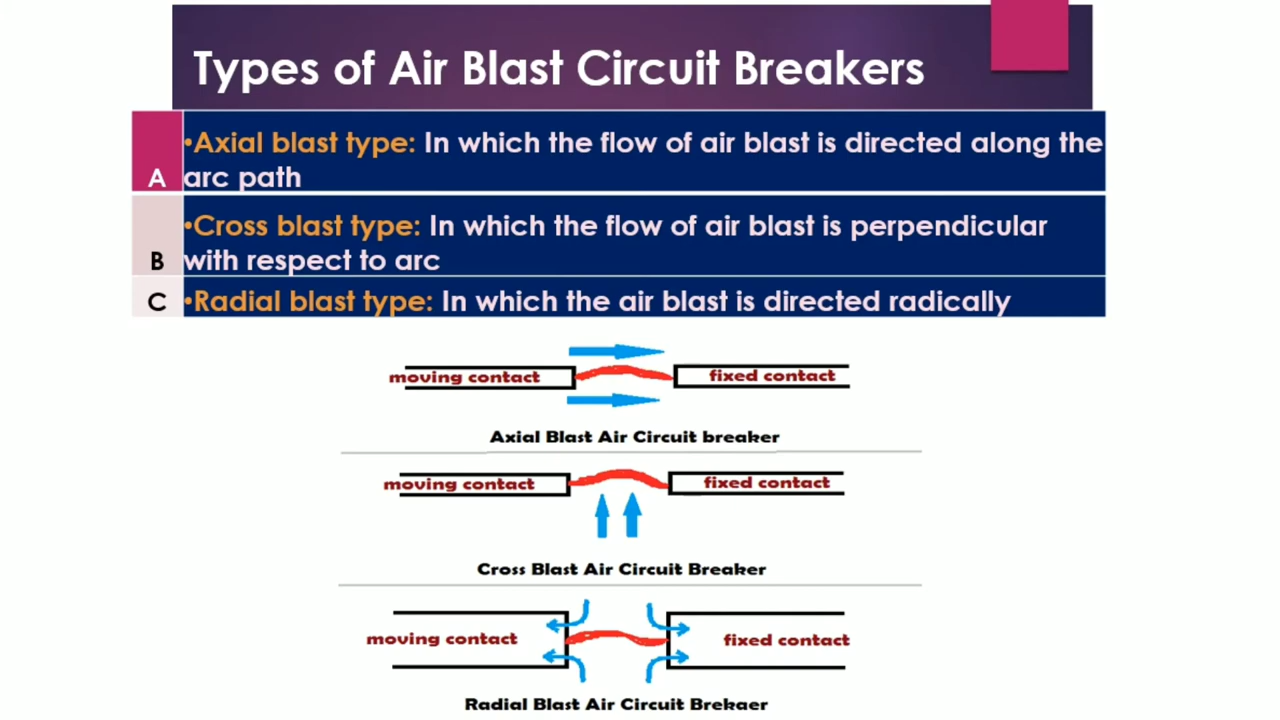 Types of Air Blast Circuit Breakers
•Axial blast type: In which the flow of air blast is directed along the
A arc path
•Cross blast type: In which the flow of air blast is perpendicular
B with respect to arc
C •Radial blast type: In which the air blast is directed radically
moving contact fixed contact
Axial Blast Air Circuit breaker
moving contact fixed contact
Cross Blast Air Circuit Breaker
moving contact fixed contact
Radial Blast Air Circuit Brekaer